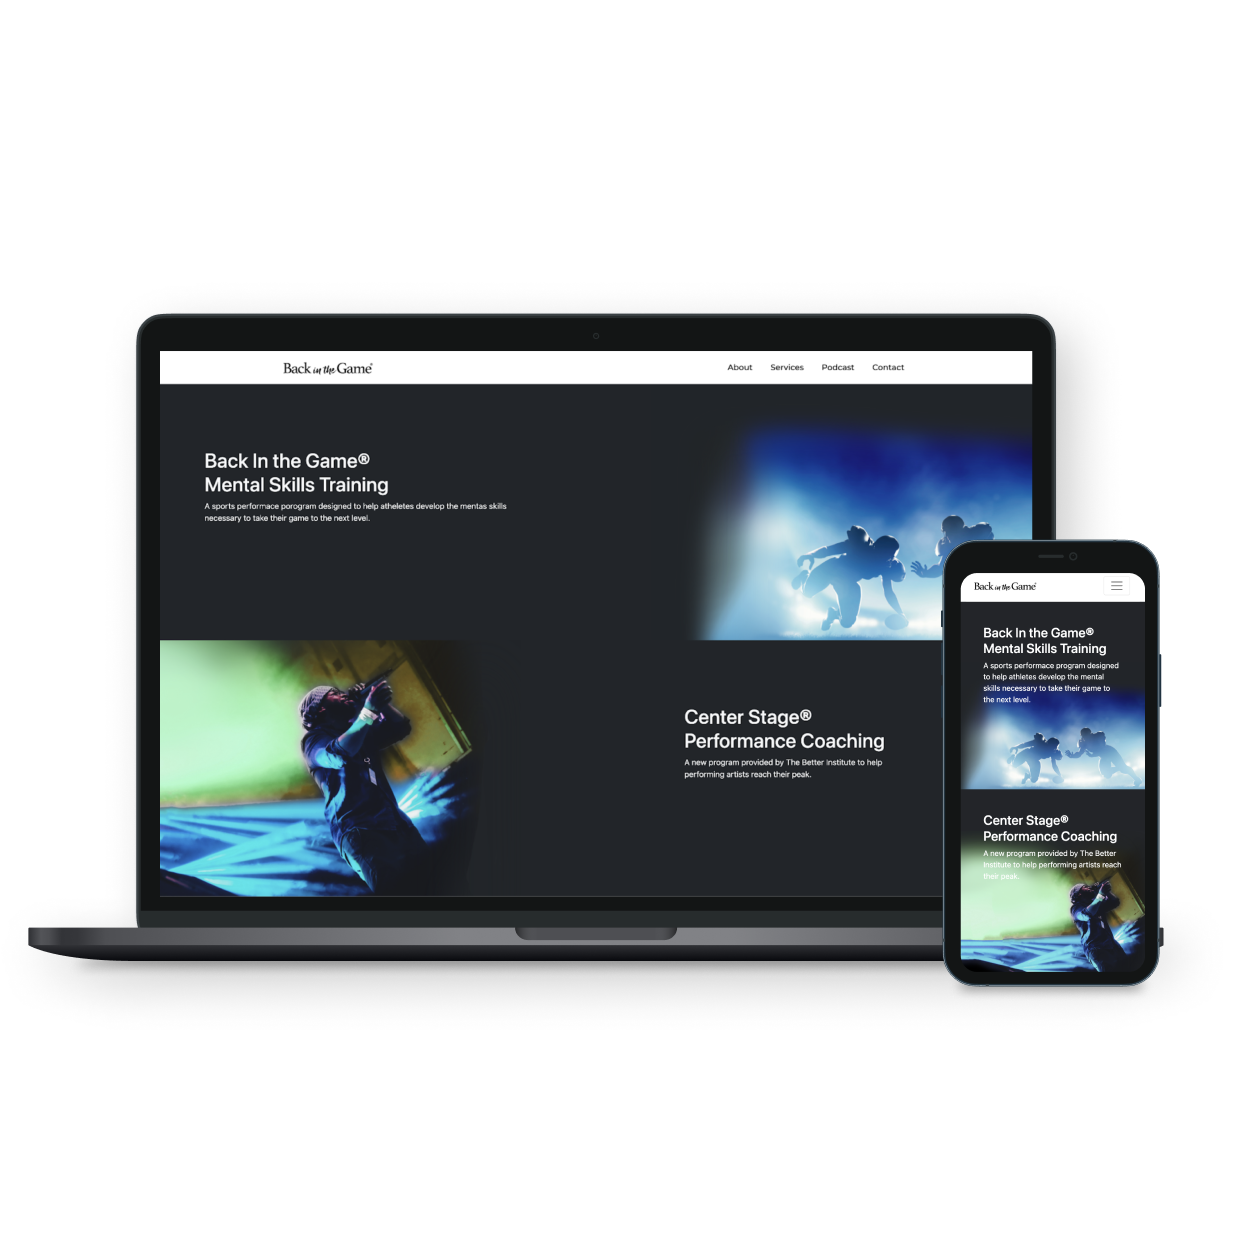 Back in the Game®
About Services Podcast Contact
Back In the Game®
Mental Skills Training
A sports performace porogram designed to help atheletes develop the mentas skills
necessary to take their game to the next level.
Center Stage®
Performance Coaching
A new program provided by The Better Institute to help
performing artists reach their peak.
Back in the Game®
Back In the Game®
Mental Skills Training
A sports performace program designed
to help athletes develop the mental
skills necessary to take their game to
the next level.
Center Stage®
Performance Coaching
A new program provided by The Better
Institute to help performing artists reach
their peak.